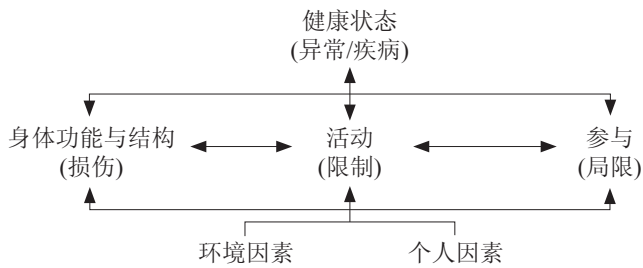 健康状态
(异常/疾病)
身体功能与结构 活动 参与
(损伤) (限制) (局限)
环境因素 个人因素